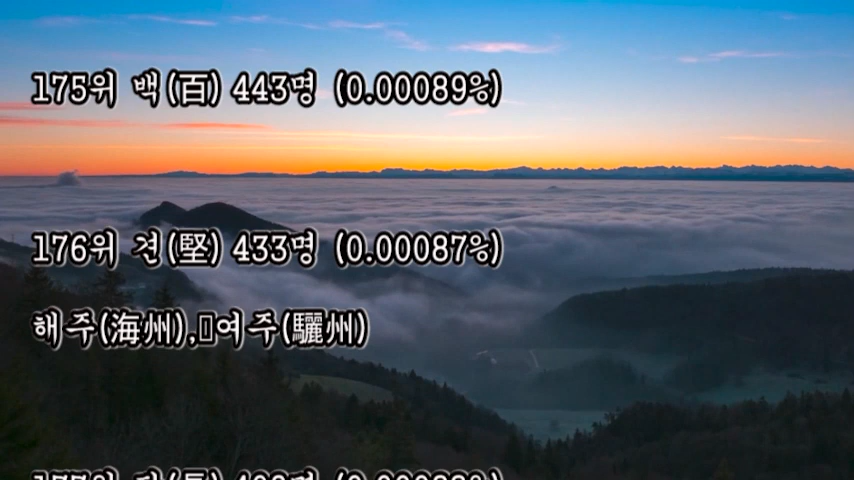 175위 백(百) 443명 (0.00089%)
176위 견(堅) 433명 (0.00087%)
해주(海州), 여주(驪州)